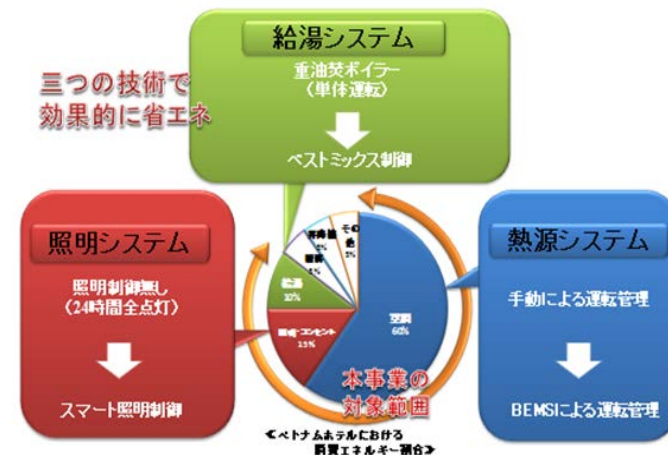 三つの技術で
効果的に省エネ
給湯システム
重油焚ボイラー
（単体運転）
ベストミックス制御
照明システム
照明制御無し
（24時間全点灯）
スマート照明制御
熱源システム
手動による運転管理
BEMSによる運転管理
空調
60%
照明・コンセント
15%
給湯
10%
その他
5%
本事業の
対象範囲
≪ベトナムホテルにおける
消費エネルギー割合≫